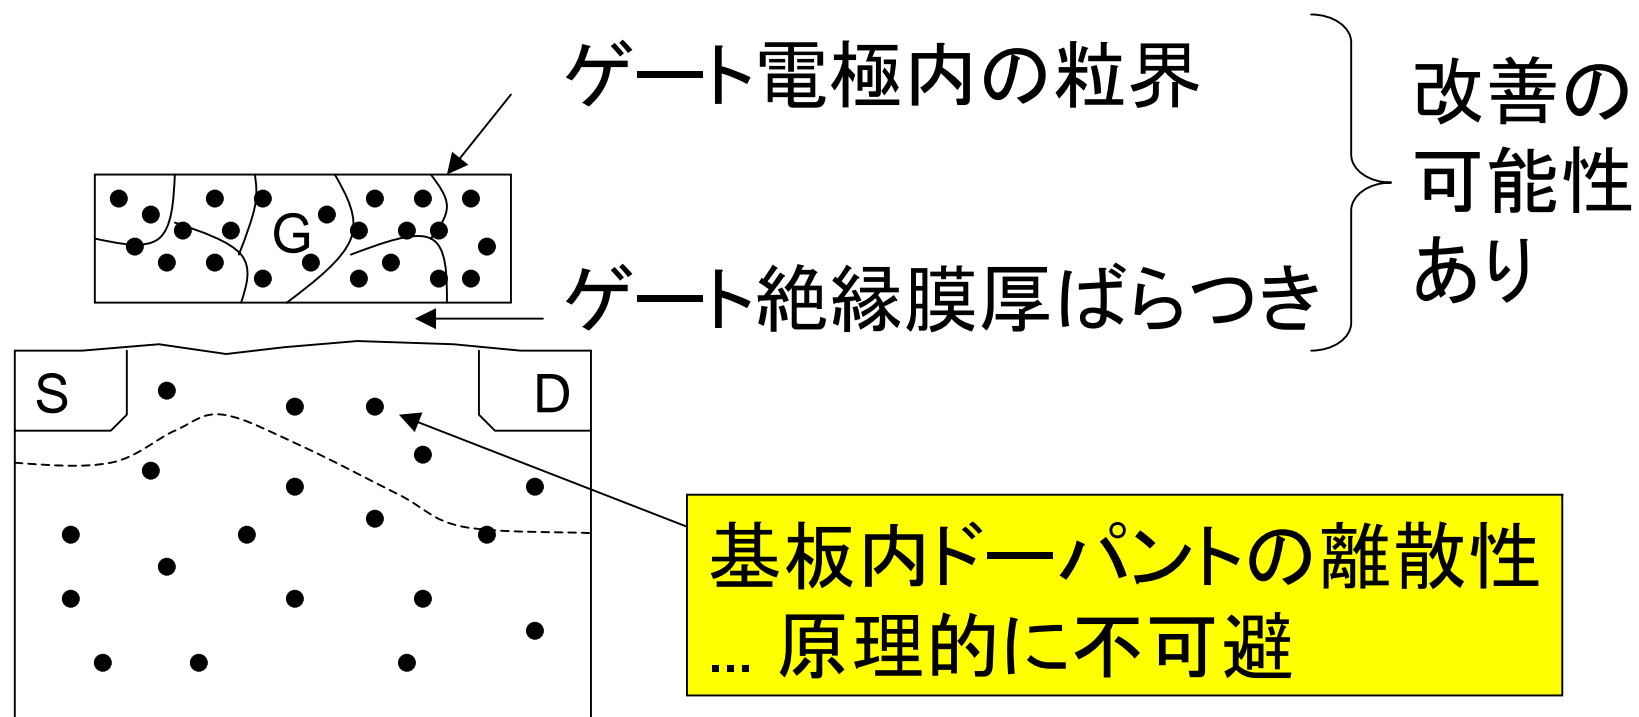 ゲート電極内の粒界
改善の
可能性
あり
G
ゲート絶縁膜厚ばらつき
S
D
基板内ドーパントの離散性
... 原理的に不可避